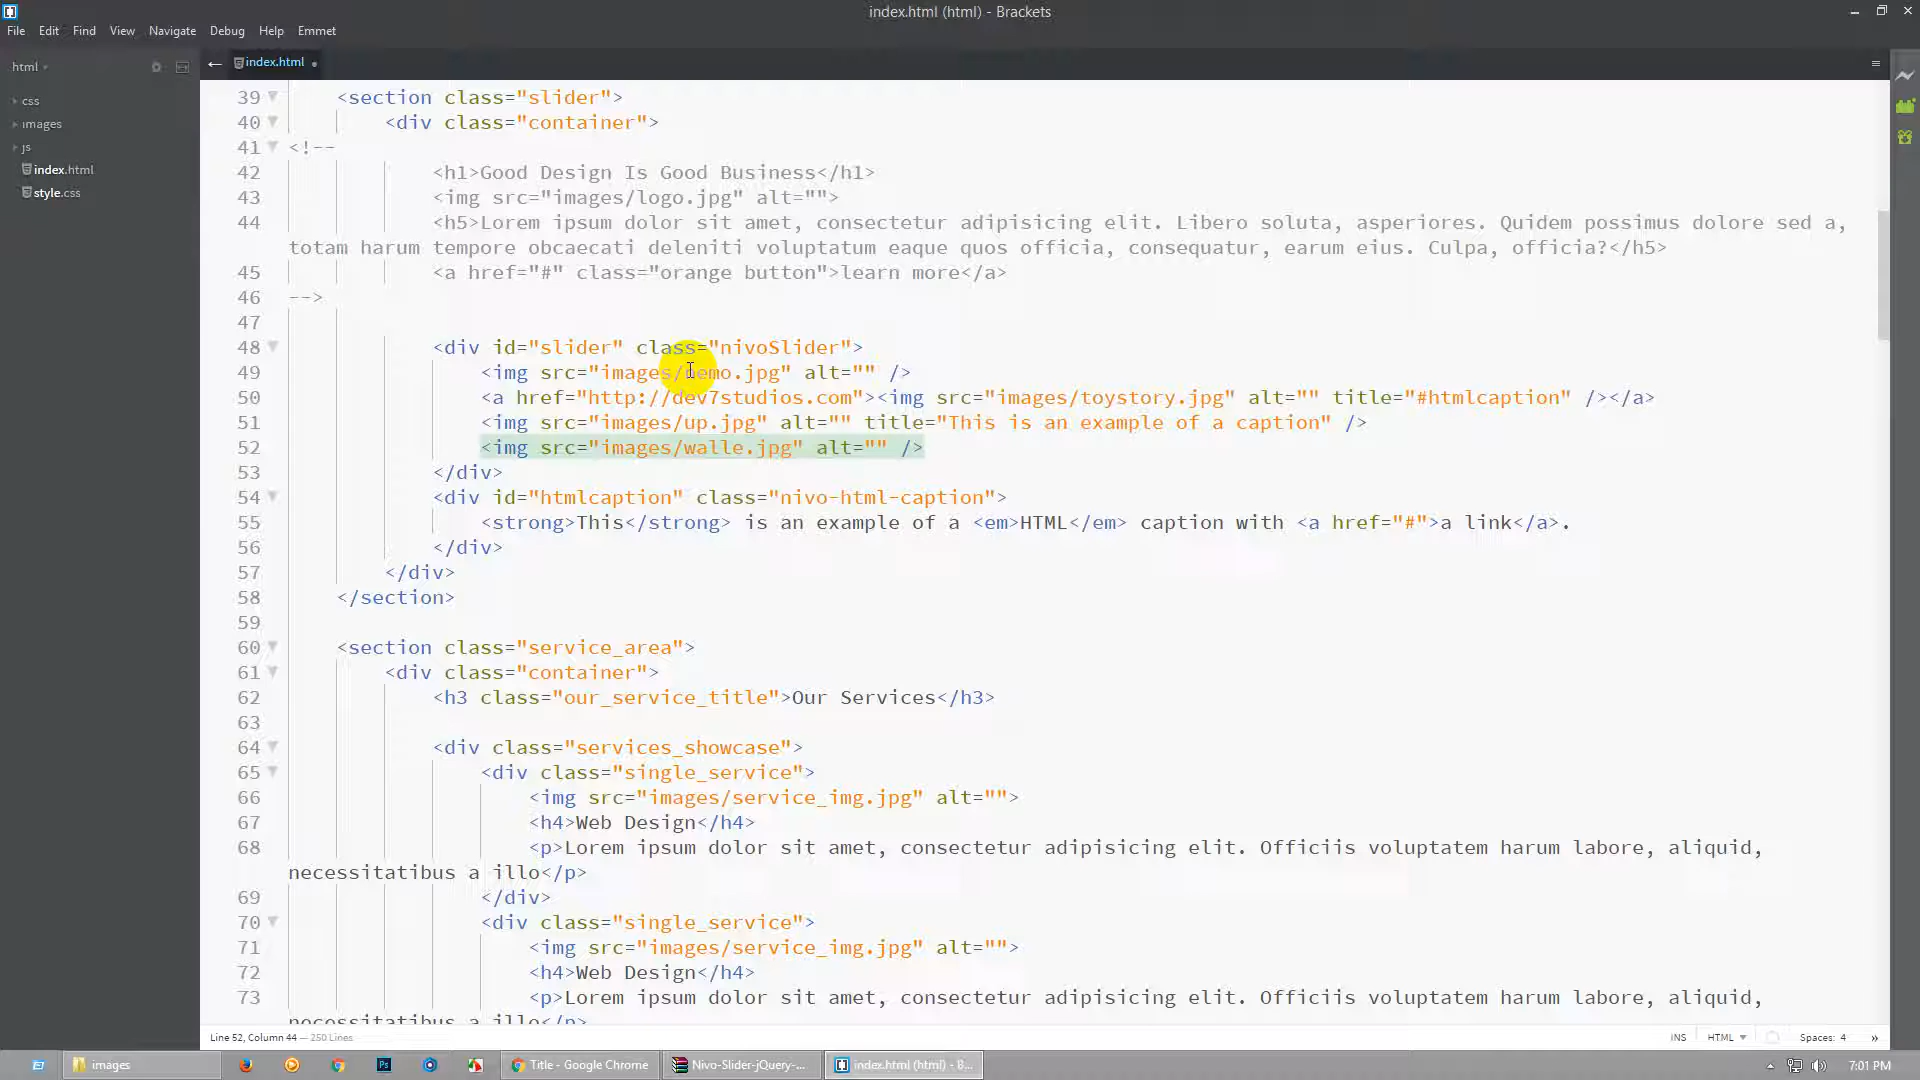 index.html (html) - Brackets
File Edit Find View Navigate Debug Help Emmet
html
css
images
js
index.html
style.css
index.html
39 <section class="slider">
40 <div class="container">
41 <!--
42 <h1>Good Design Is Good Business</h1>
43 <img src="images/logo.jpg" alt="">
44 <h5>Lorem ipsum dolor sit amet, consectetur adipisicing elit. Libero soluta, asperiores. Quidem possimus dolore sed a,
totam harum tempore obcaecati deleniti voluptatum eaque quos officia, consequatur, earum eius. Culpa, officia?</h5>
45 <a href="#" class="orange button">learn more</a>
46 -->
47
48 <div id="slider" class="nivoSlider">
49 <img src="images/nemo.jpg" alt="" />
50 <a href="http://dev7studios.com"><img src="images/toystory.jpg" alt="" title="#htmlcaption" /></a>
51 <img src="images/up.jpg" alt="" title="This is an example of a caption" />
52 <img src="images/walle.jpg" alt="" />
53 </div>
54 <div id="htmlcaption" class="nivo-html-caption">
55 <strong>This</strong> is an example of a <em>HTML</em> caption with <a href="#">a link</a>.
56 </div>
57 </div>
58 </section>
59
60 <section class="service_area">
61 <div class="container">
62 <h3 class="our_service_title">Our Services</h3>
63
64 <div class="services_showcase">
65 <div class="single_service">
66 <img src="images/service_img.jpg" alt="">
67 <h4>Web Design</h4>
68 <p>Lorem ipsum dolor sit amet, consectetur adipisicing elit. Officiis voluptatem harum labore, aliquid,
necessitatibus a illo</p>
69 </div>
70 <div class="single_service">
71 <img src="images/service_img.jpg" alt="">
72 <h4>Web Design</h4>
73 <p>Lorem ipsum dolor sit amet, consectetur adipisicing elit. Officiis voluptatem harum labore, aliquid,
necessitatibus a illo</p>
Line 52, Column 44 — 250 Lines
INS HTML Spaces: 4
images
Title - Google Chrome
Nivo-Slider-jQuery-...
index.html (html) - B...
7:01 PM